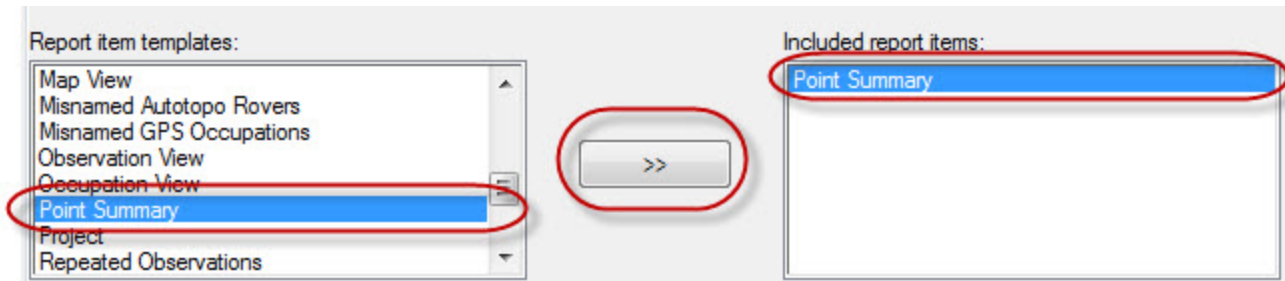 Report item templates:
Map View
Misnamed Autotopo Rovers
Misnamed GPS Occupations
Observation View
Occupation View
Point Summary
Project
Repeated Observations
>>
Included report items:
Point Summary